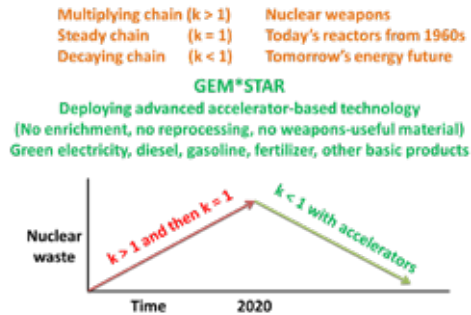 Multiplying chain (k > 1) Nuclear weapons
Steady chain (k = 1) Today's reactors from 1960s
Decaying chain (k < 1) Tomorrow's energy future
GEM*STAR
Deploying advanced accelerator-based technology
(No enrichment, no reprocessing, no weapons-useful material)
Green electricity, diesel, gasoline, fertilizer, other basic products
k > 1 and then k = 1
k < 1 with accelerators
Nuclear
waste
Time 2020